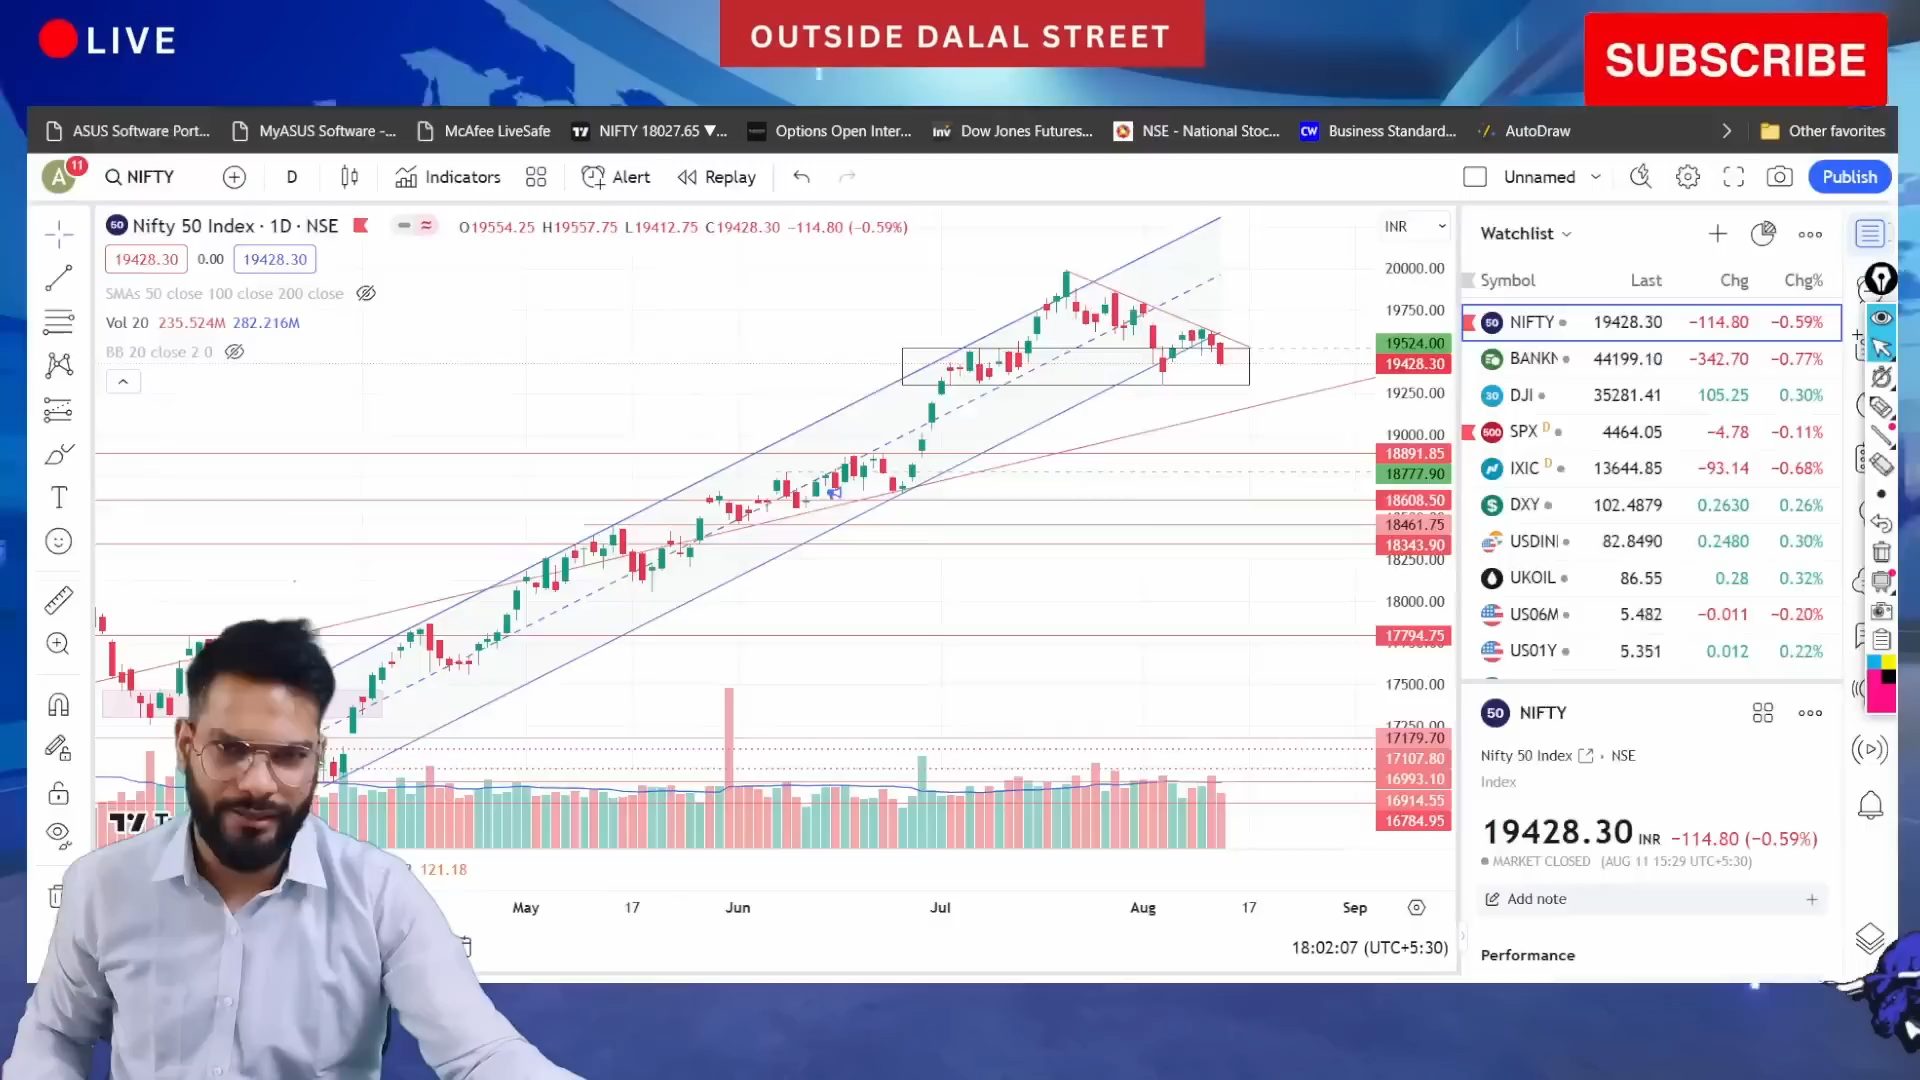 LIVE
OUTSIDE DALAL STREET
SUBSCRIBE
ASUS Software Port... MyASUS Software -... McAfee LiveSafe NIFTY 18027.65 ▼... Options Open Inter... Dow Jones Futures... NSE - National Stoc... Business Standard... AutoDraw Other favorites
A 11 NIFTY D Indicators Alert Replay Unnamed Publish
50 Nifty 50 Index · 1D · NSE O19554.25 H19557.75 L19412.75 C19428.30 −114.80 (−0.59%) INR
19428.30 0.00 19428.30
SMAs 50 close 100 close 200 close
Vol 20 235.524M 282.216M
BB 20 close 2 0
20000.00
19750.00
19524.00
19428.30
19250.00
19000.00
18891.85
18777.90
18608.50
18461.75
18343.90
18250.00
18000.00
17794.75
17500.00
17250.00
17179.70
17107.80
16993.10
16914.55
16784.95
121.18
May 17 Jun Jul Aug 17 Sep
18:02:07 (UTC+5:30)
Watchlist
Symbol Last Chg Chg%
50 NIFTY 19428.30 −114.80 −0.59%
BANKN 44199.10 −342.70 −0.77%
30 DJI 35281.41 105.25 0.30%
500 SPX D 4464.05 −4.78 −0.11%
IXIC D 13644.85 −93.14 −0.68%
$ DXY 102.4879 0.2630 0.26%
USDINI 82.8490 0.2480 0.30%
UKOIL 86.55 0.28 0.32%
US06M 5.482 −0.011 −0.20%
US01Y 5.351 0.012 0.22%
50 NIFTY
Nifty 50 Index · NSE
Index
19428.30 INR −114.80 (−0.59%)
MARKET CLOSED (AUG 11 15:29 UTC+5:30)
Add note
Performance